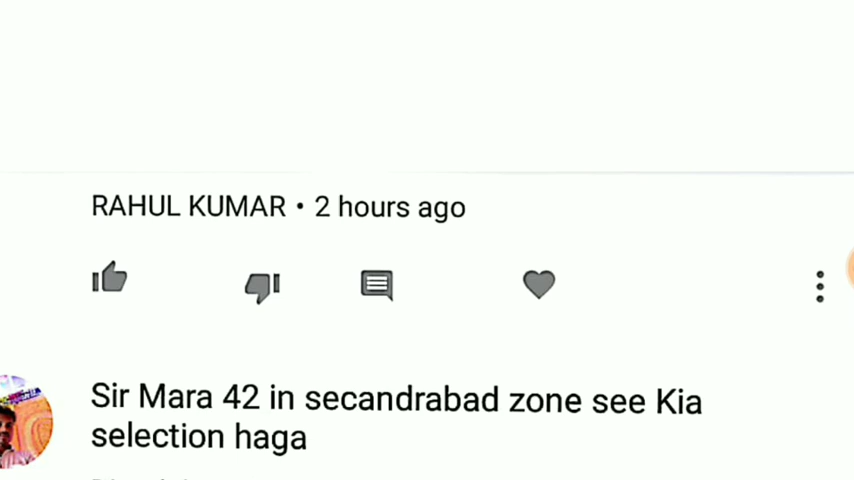 RAHUL KUMAR • 2 hours ago
Sir Mara 42 in secandrabad zone see Kia
selection haga